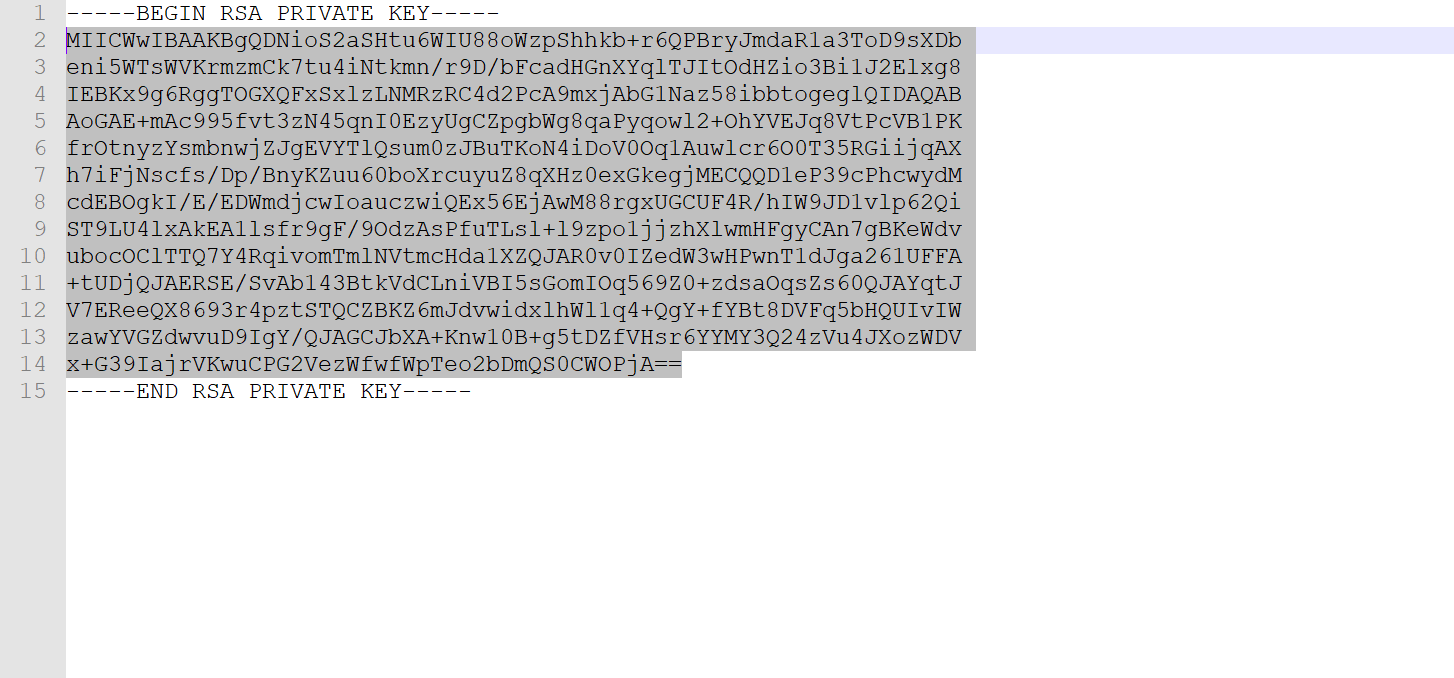 1 -----BEGIN RSA PRIVATE KEY-----
2 MIICWwIBAAKBgQDNioS2aSHtu6WIU88oWzpShhkb+r6QPBryJmdaR1a3ToD9sXDb
3 eni5WTsWVKrmzmCk7tu4iNtkmn/r9D/bFcadHGnXYqlTJItOdHZio3Bi1J2Elxg8
4 IEBKx9g6RggTOGXQFxSxlzLNMRzRC4d2PcA9mxjAbG1Naz58ibbtogeglQIDAQAB
5 AoGAE+mAc995fvt3zN45qnI0EzyUgCZpgbWg8qaPyqowl2+OhYVEJq8VtPcVB1PK
6 frOtnyzYsmbnwjZJgEVYTlQsum0zJBuTKoN4iDoV0Oq1Auwlcr6O0T35RGiijqAX
7 h7iFjNscfs/Dp/BnyKZuu60boXrcuyuZ8qXHz0exGkegjMECQQD1eP39cPhcwydM
8 cdEBOgkI/E/EDWmdjcwIoauczwiQEx56EjAwM88rgxUGCUF4R/hIW9JD1vlp62Qi
9 ST9LU4lxAkEA1lsfr9gF/9OdzAsPfuTLsl+l9zpo1jjzhXlwmHFgyCAn7gBKeWdv
10 ubocOClTTQ7Y4RqivomTmlNVtmcHda1XZQJAR0v0IZedW3wHPwnT1dJga261UFFA
11 +tUDjQJAERSE/SvAb143BtkVdCLniVBI5sGomIOq569Z0+zdsaOqsZs60QJAYqtJ
12 V7EReeQX8693r4pztSTQCZBKZ6mJdvwidxlhWl1q4+QgY+fYBt8DVFq5bHQUIvIW
13 zawYVGZdwvuD9IgY/QJAGCJbXA+Knw10B+g5tDZfVHsr6YYMY3Q24zVu4JXozWDV
14 x+G39IajrVKwuCPG2VezWfwfWpTeo2bDmQS0CWOPjA==
15 -----END RSA PRIVATE KEY-----